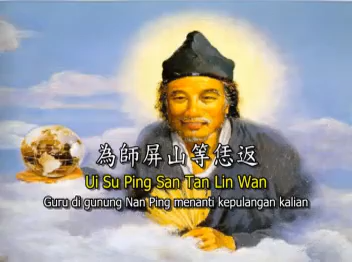 為師屏山等恁返
Ui Su Ping San Tan Lin Wan
Guru di gunung Nan Ping menanti kepulangan kalian